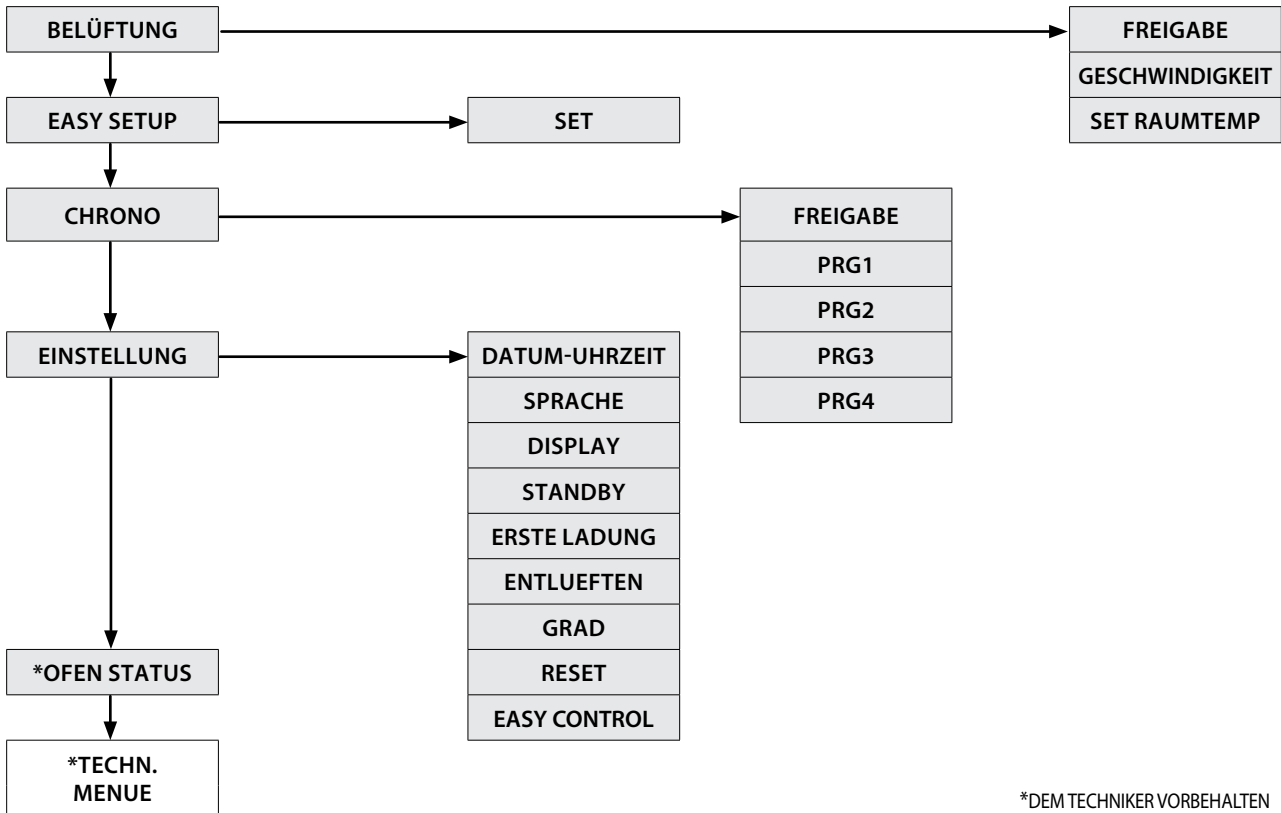 BELÜFTUNG
FREIGABE
GESCHWINDIGKEIT
SET RAUMTEMP
EASY SETUP
SET
CHRONO
FREIGABE
PRG1
PRG2
PRG3
PRG4
EINSTELLUNG
DATUM-UHRZEIT
SPRACHE
DISPLAY
STANDBY
ERSTE LADUNG
ENTLUEFTEN
GRAD
RESET
EASY CONTROL
*OFEN STATUS
*TECHN.
MENUE
*DEM TECHNIKER VORBEHALTEN